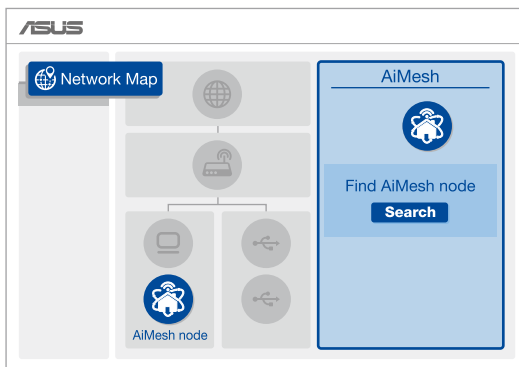 ASUS
Network Map
AiMesh
Find AiMesh node
Search
AiMesh node